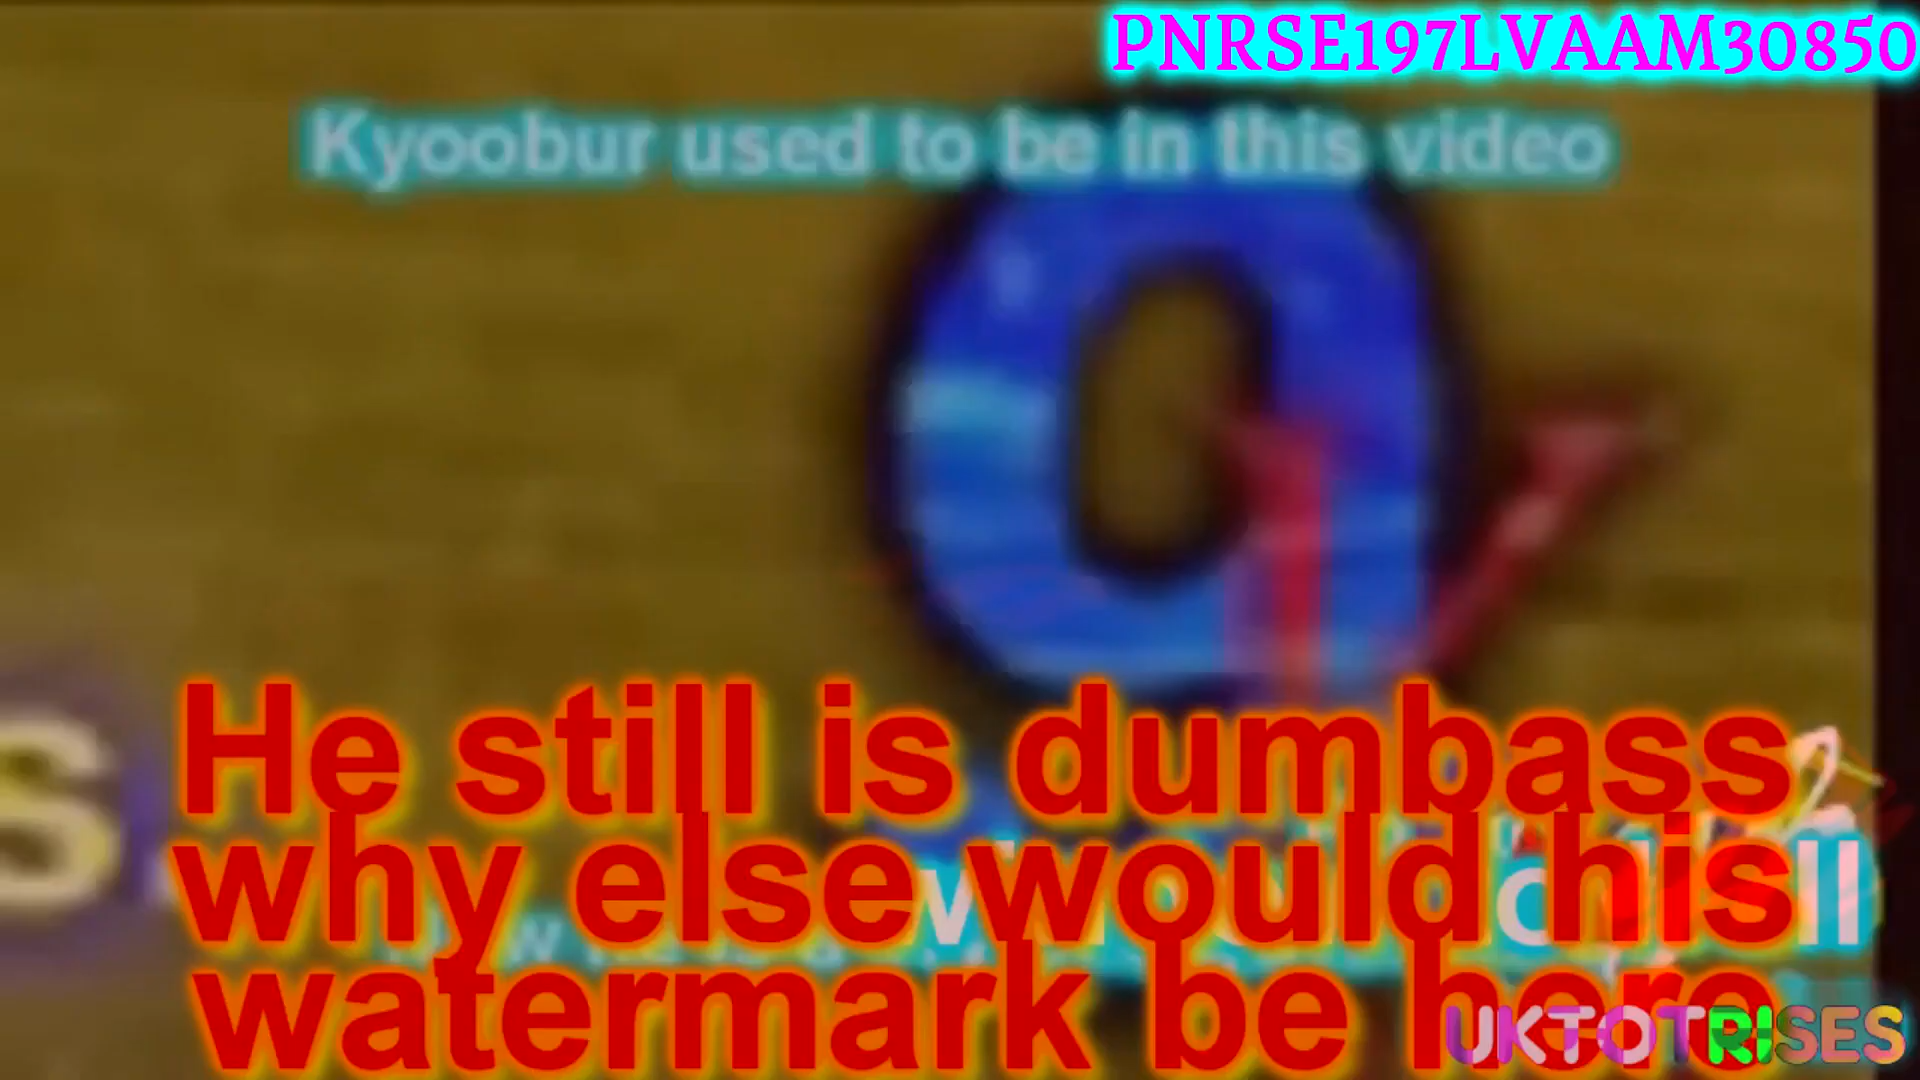 PNRSE197LVAAM30850
Kyoobur used to be in this video
He still is dumbass
why else would his
watermark be here
UKTOTRISES